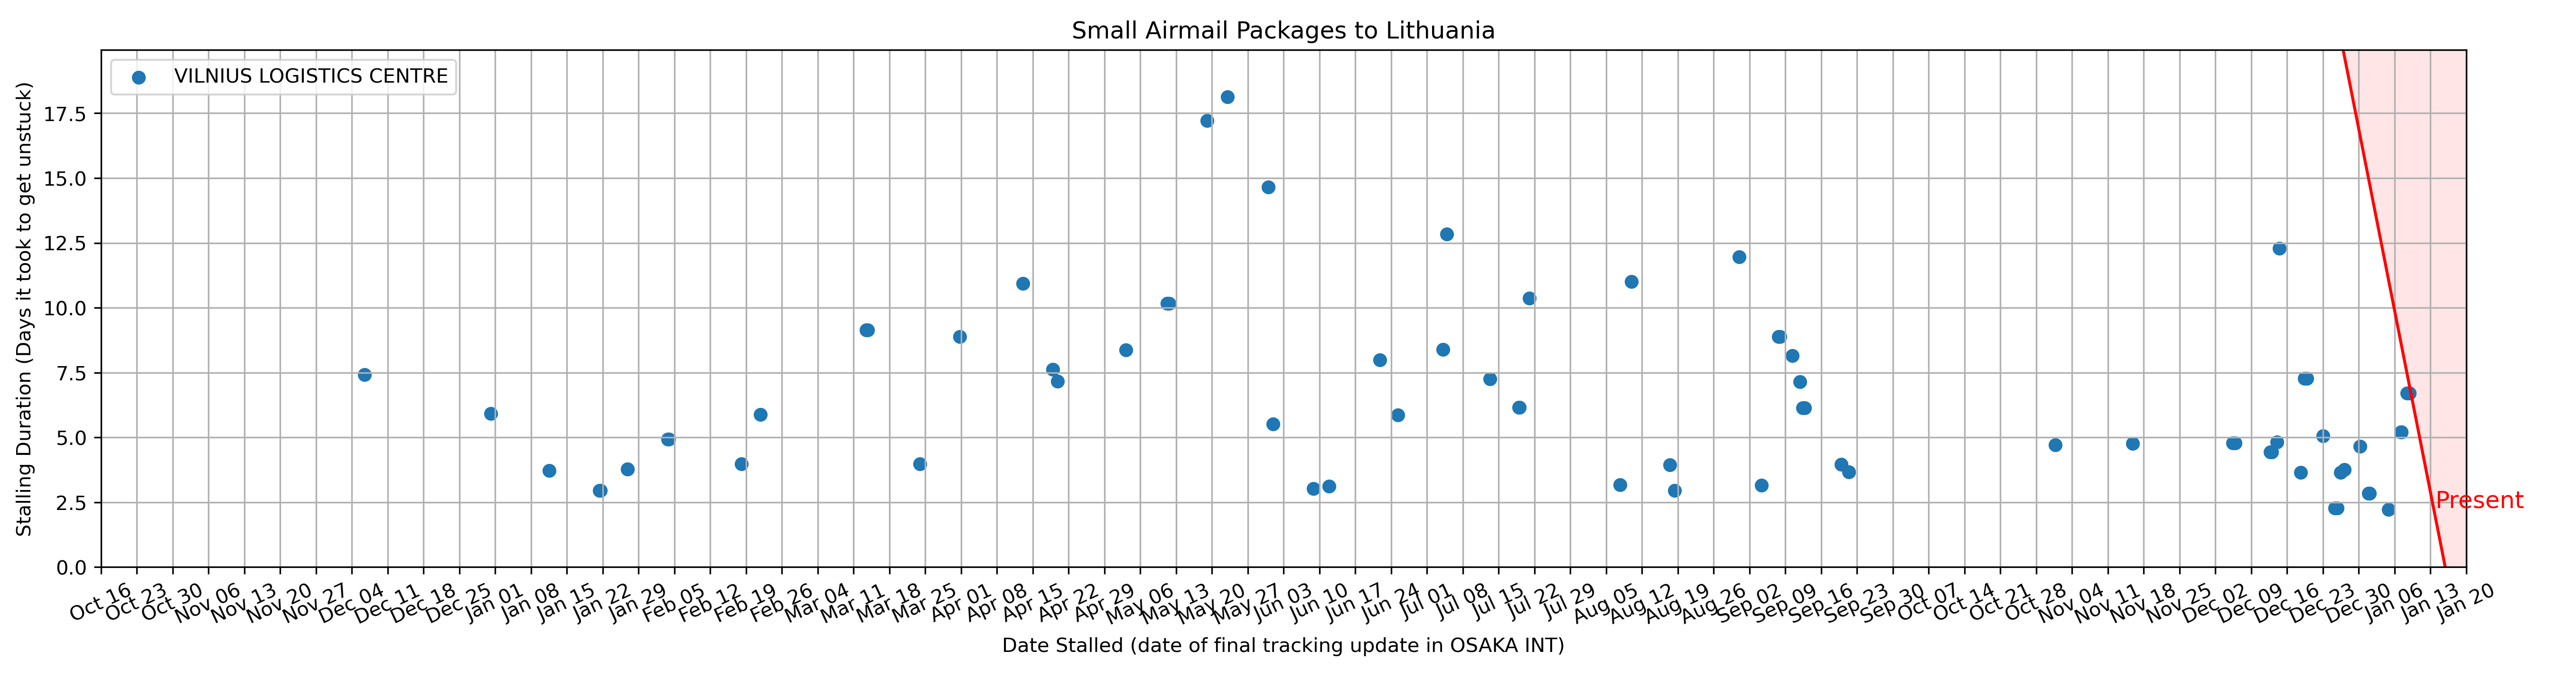 Small Airmail Packages to Lithuania
VILNIUS LOGISTICS CENTRE
Stalling Duration (Days it took to get unstuck)
17.5
15.0
12.5
10.0
7.5
5.0
2.5
0.0
Present
Oct 16 Oct 23 Oct 30 Nov 06 Nov 13 Nov 20 Nov 27 Dec 04 Dec 11 Dec 18 Dec 25 Jan 01 Jan 08 Jan 15 Jan 22 Jan 29 Feb 05 Feb 12 Feb 19 Feb 26 Mar 04 Mar 11 Mar 18 Mar 25 Apr 01 Apr 08 Apr 15 Apr 22 Apr 29 May 06 May 13 May 20 May 27 Jun 03 Jun 10 Jun 17 Jun 24 Jul 01 Jul 08 Jul 15 Jul 22 Jul 29 Aug 05 Aug 12 Aug 19 Aug 26 Sep 02 Sep 09 Sep 16 Sep 23 Sep 30 Oct 07 Oct 14 Oct 21 Oct 28 Nov 04 Nov 11 Nov 18 Nov 25 Dec 02 Dec 09 Dec 16 Dec 23 Dec 30 Jan 06 Jan 13 Jan 20
Date Stalled (date of final tracking update in OSAKA INT)